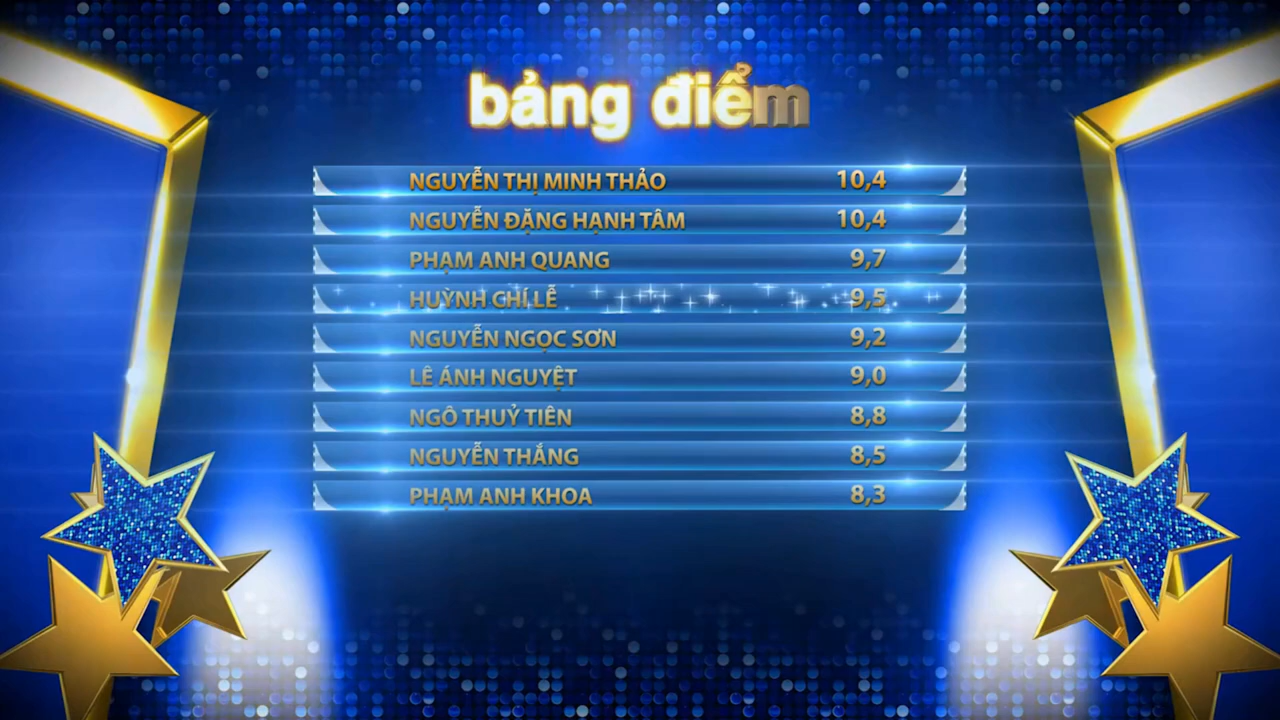 bảng điểm
NGUYỄN THỊ MINH THẢO 10,4
NGUYỄN ĐẶNG HẠNH TÂM 10,4
PHẠM ANH QUANG 9,7
HUỲNH CHÍ LỄ 9,5
NGUYỄN NGỌC SƠN 9,2
LÊ ÁNH NGUYỆT 9,0
NGÔ THUỶ TIÊN 8,8
NGUYỄN THẮNG 8,5
PHẠM ANH KHOA 8,3